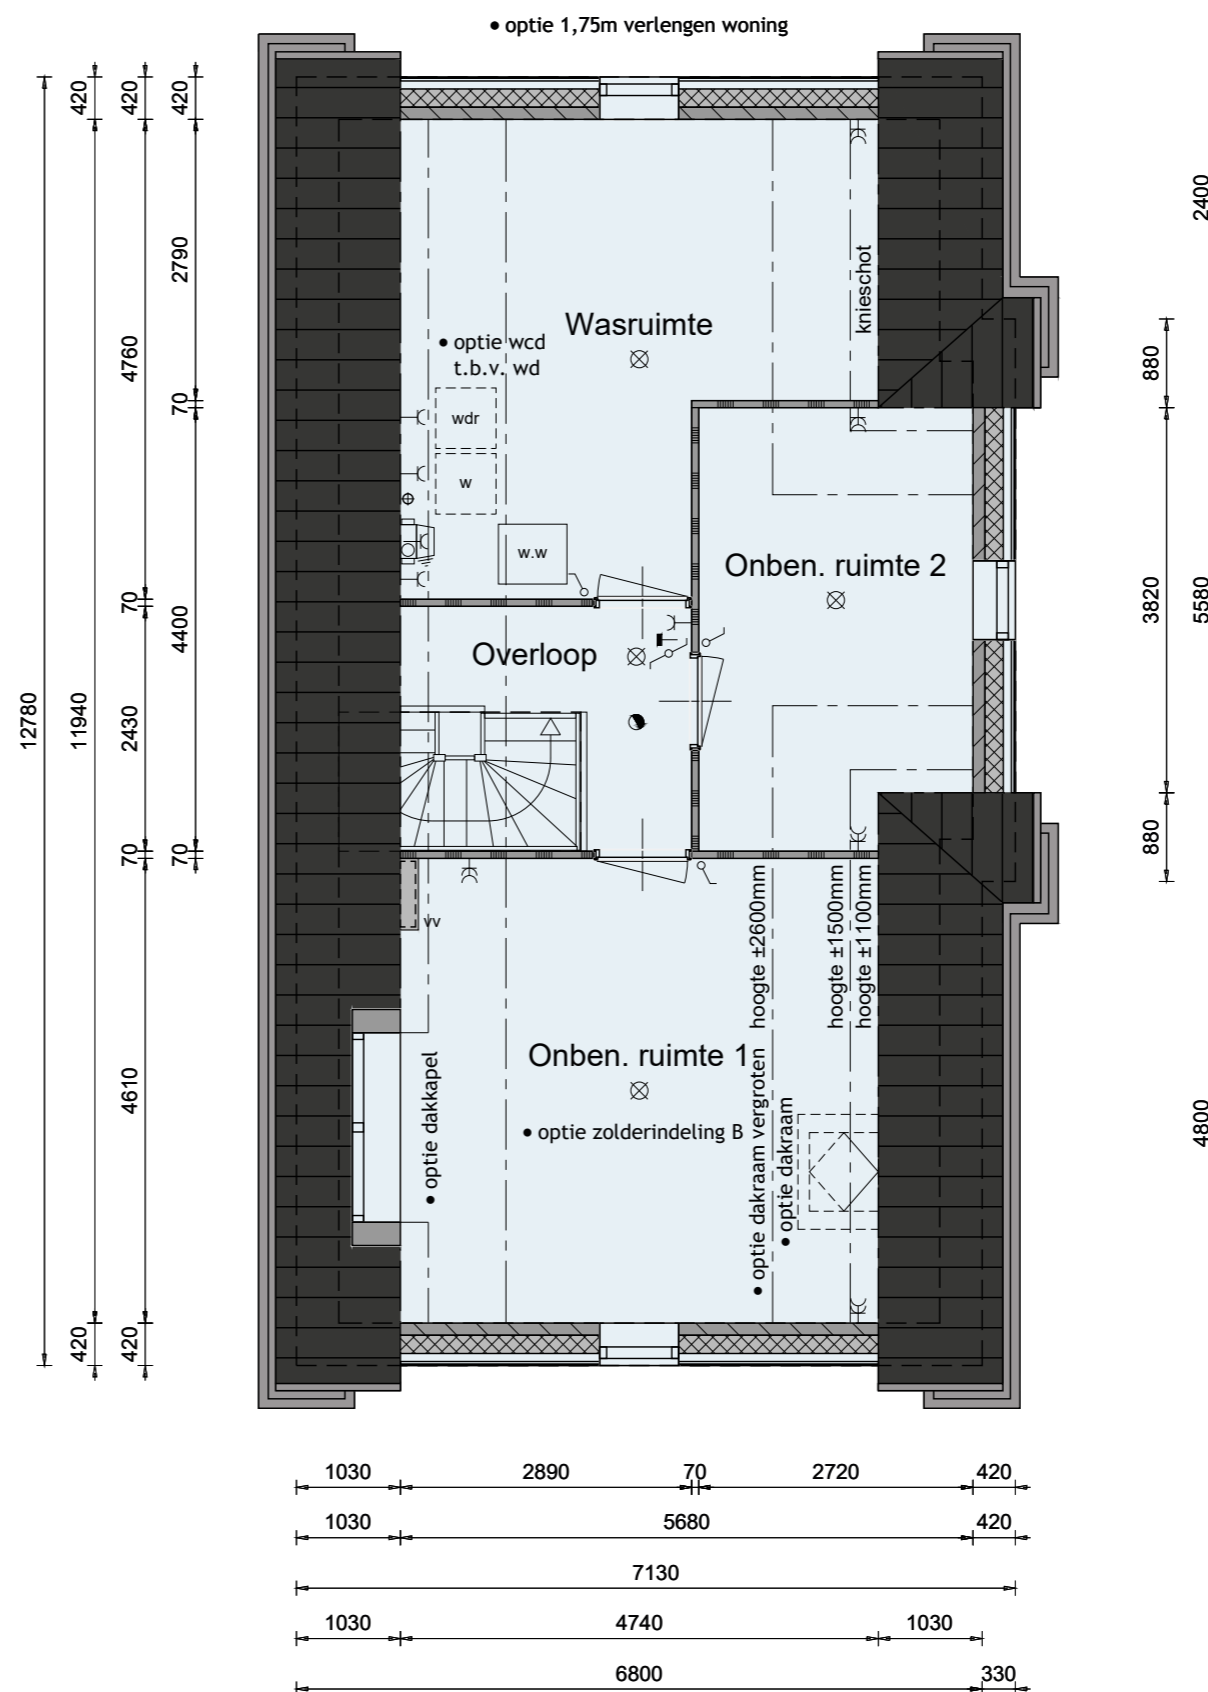 • optie 1,75m verlengen woning
420
420
420
2400
2790
knieschot
Wasruimte
• optie wcd
t.b.v. wd
4760
880
70
wdr
w
w.w
Onben. ruimte 2
70
4400
3820
5580
Overloop
12780
11940
2430
70
70
880
vv
hoogte ±2600mm
hoogte ±1500mm
hoogte ±1100mm
Onben. ruimte 1
4610
• optie dakkapel
• optie zolderindeling B
• optie dakraam vergroten
• optie dakraam
4800
420
420
1030
2890
70
2720
420
1030
5680
420
7130
1030
4740
1030
6800
330